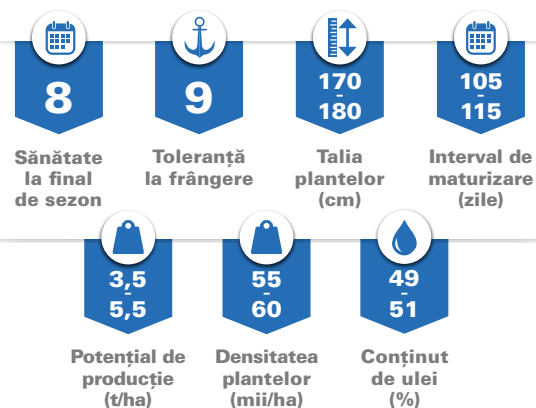 8
Sănătate
la final
de sezon
9
Toleranță
la frângere
170
-
180
Talia
plantelor
(cm)
105
-
115
Interval de
maturizare
(zile)
3,5
-
5,5
Potențial de
producție
(t/ha)
55
-
60
Densitatea
plantelor
(mii/ha)
49
-
51
Conținut
de ulei
(%)